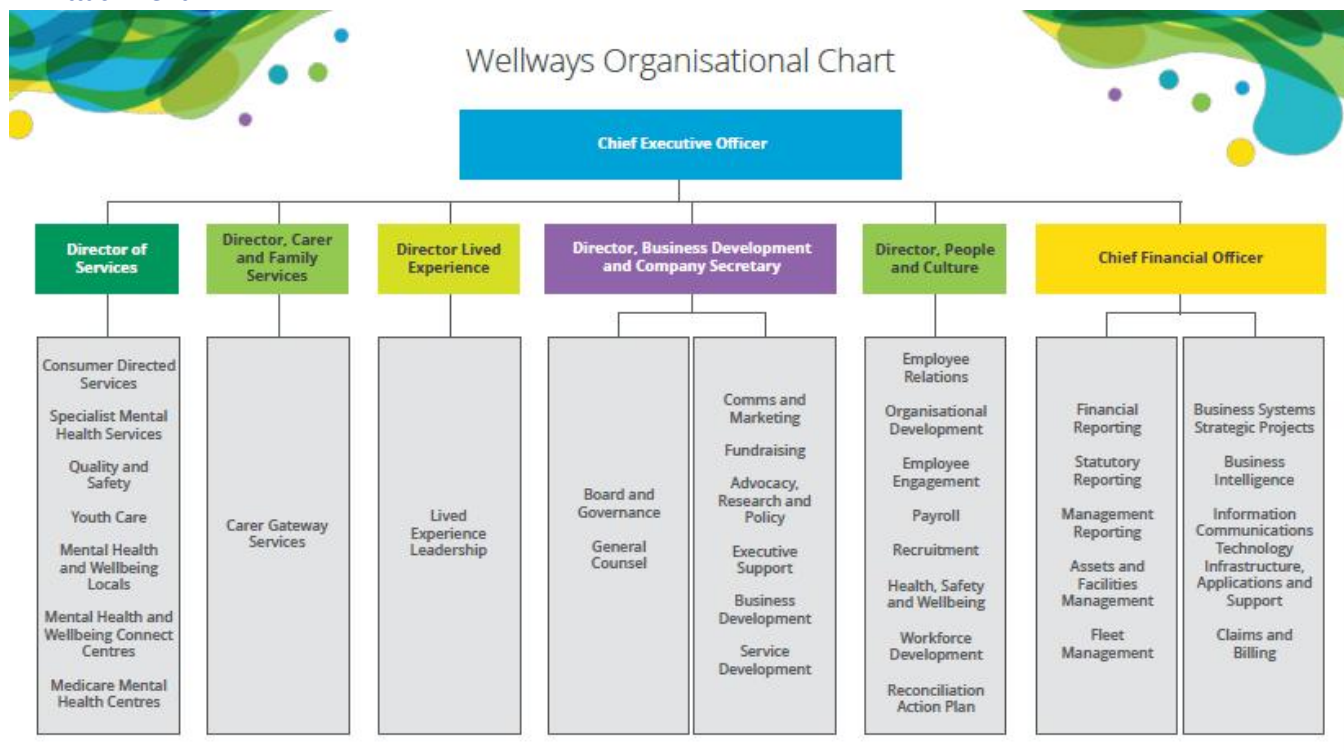 Wellways Organisational Chart
Chief Executive Officer
Director of
Services
Director, Carer
and Family
Services
Director Lived
Experience
Director, Business Development
and Company Secretary
Director, People
and Culture
Chief Financial Officer
Consumer Directed
Services
Specialist Mental
Health Services
Quality and
Safety
Youth Care
Mental Health
and Wellbeing
Locals
Mental Health and
Wellbeing Connect
Centres
Medicare Mental
Health Centres
Carer Gateway
Services
Lived
Experience
Leadership
Board and
Governance
General
Counsel
Comms and
Marketing
Fundraising
Advocacy,
Research and
Policy
Executive
Support
Business
Development
Service
Development
Employee
Relations
Organisational
Development
Employee
Engagement
Payroll
Recruitment
Health, Safety
and Wellbeing
Workforce
Development
Reconciliation
Action Plan
Financial
Reporting
Statutory
Reporting
Management
Reporting
Assets and
Facilities
Management
Fleet
Management
Business Systems
Strategic Projects
Business
Intelligence
Information
Communications
Technology
Infrastructure,
Applications and
Support
Claims and
Billing